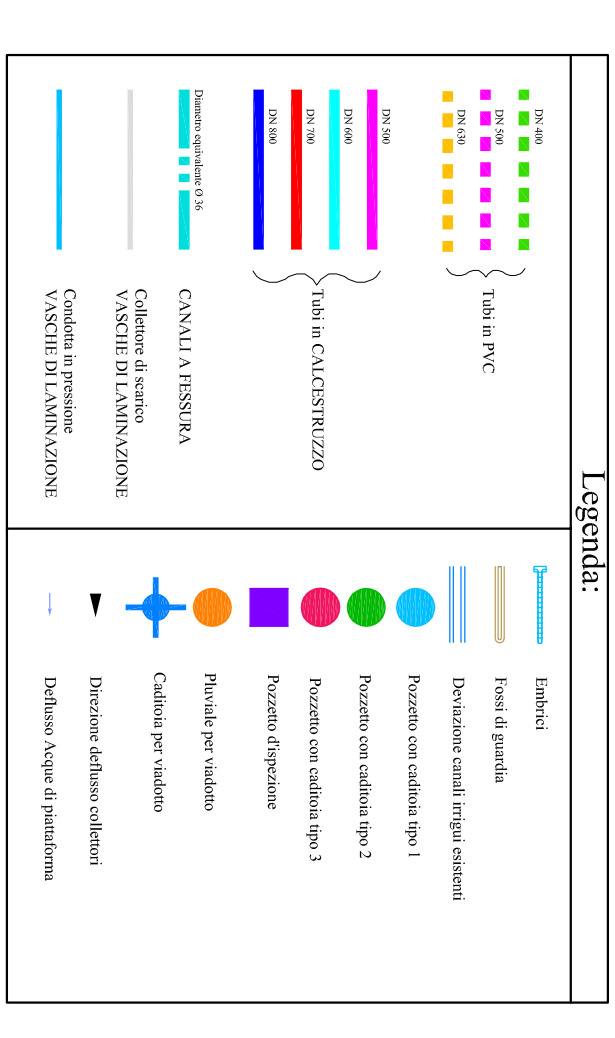 Legenda:
DN 400
DN 500
DN 630
Tubi in PVC
DN 500
DN 600
DN 700
DN 800
Tubi in CALCESTRUZZO
Diametro equivalente Ø 36
CANALI A FESSURA
Collettore di scarico
VASCHE DI LAMINAZIONE
Condotta in pressione
VASCHE DI LAMINAZIONE
Embrici
Fossi di guardia
Deviazione canali irrigui esistenti
Pozzetto con caditoia tipo 1
Pozzetto con caditoia tipo 2
Pozzetto con caditoia tipo 3
Pozzetto d'ispezione
Pluviale per viadotto
Caditoia per viadotto
Direzione deflusso collettori
Deflusso Acque di piattaforma